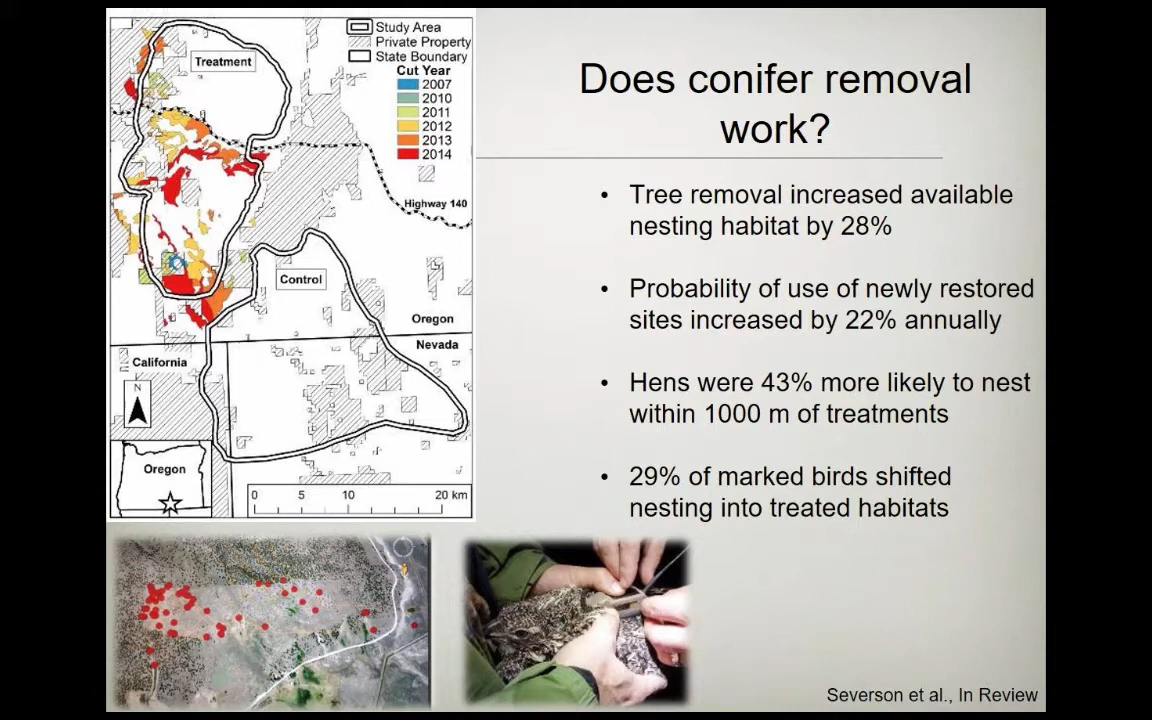 Does conifer removal
work?
Study Area
Private Property
State Boundary
Cut Year
2007
2010
2011
2012
2013
2014
Treatment
Highway 140
Control
Oregon
Nevada
California
N
Oregon
0 5 10 20 km
• Tree removal increased available
nesting habitat by 28%
• Probability of use of newly restored
sites increased by 22% annually
• Hens were 43% more likely to nest
within 1000 m of treatments
• 29% of marked birds shifted
nesting into treated habitats
Severson et al., In Review